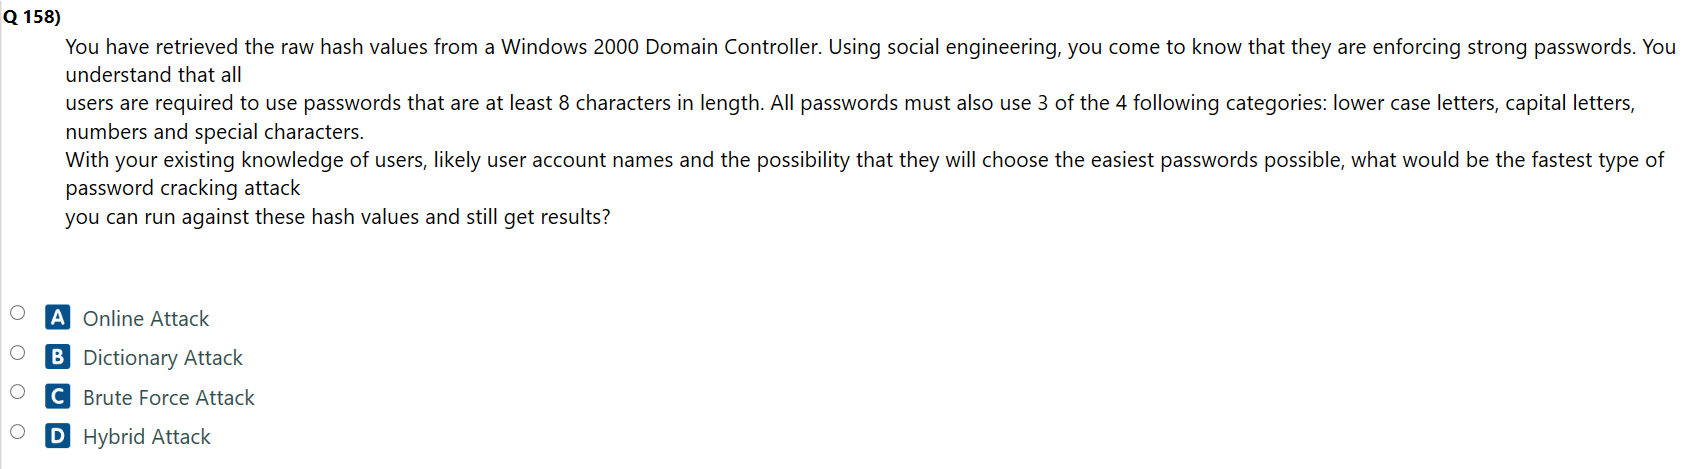 Q 158)
You have retrieved the raw hash values from a Windows 2000 Domain Controller. Using social engineering, you come to know that they are enforcing strong passwords. You
understand that all
users are required to use passwords that are at least 8 characters in length. All passwords must also use 3 of the 4 following categories: lower case letters, capital letters,
numbers and special characters.
With your existing knowledge of users, likely user account names and the possibility that they will choose the easiest passwords possible, what would be the fastest type of
password cracking attack
you can run against these hash values and still get results?
A Online Attack
B Dictionary Attack
C Brute Force Attack
D Hybrid Attack